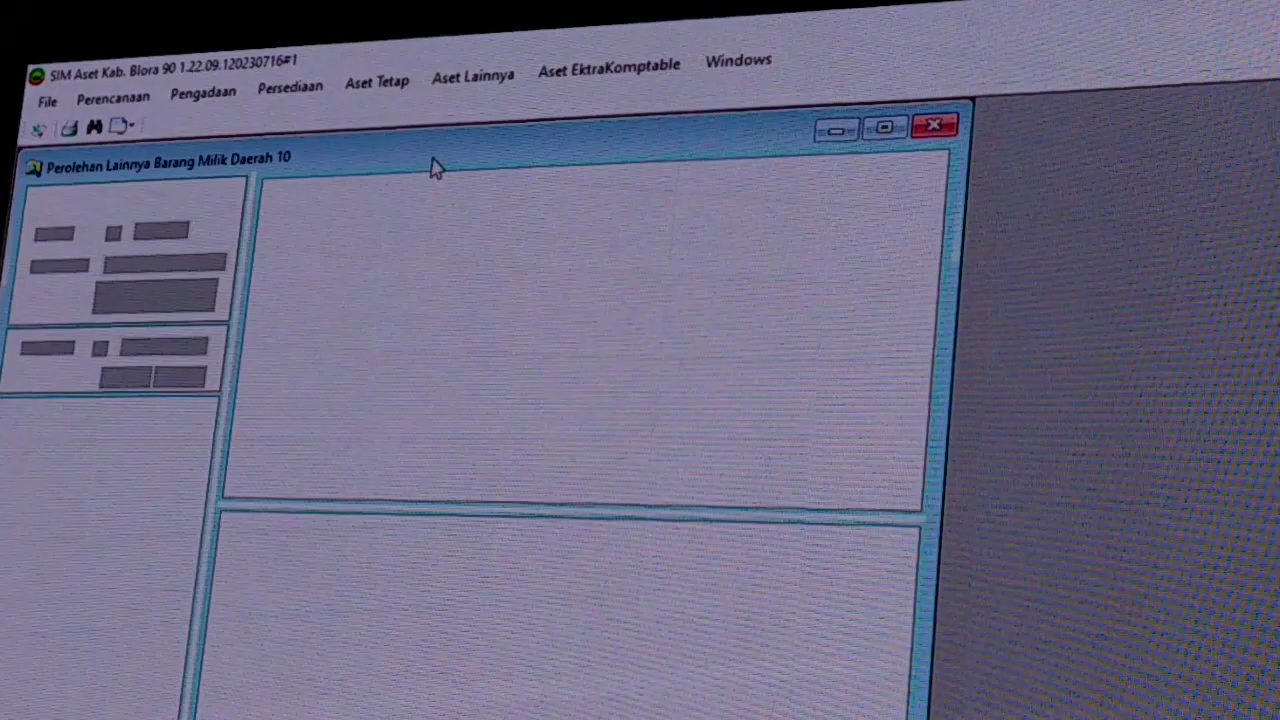 SIM Aset Kab. Blora 90 1.22.09.120230716#1
File Perencanaan Pengadaan Persediaan Aset Tetap Aset Lainnya Aset EktraKomptable Windows
Perolehan Lainnya Barang Milik Daerah 10